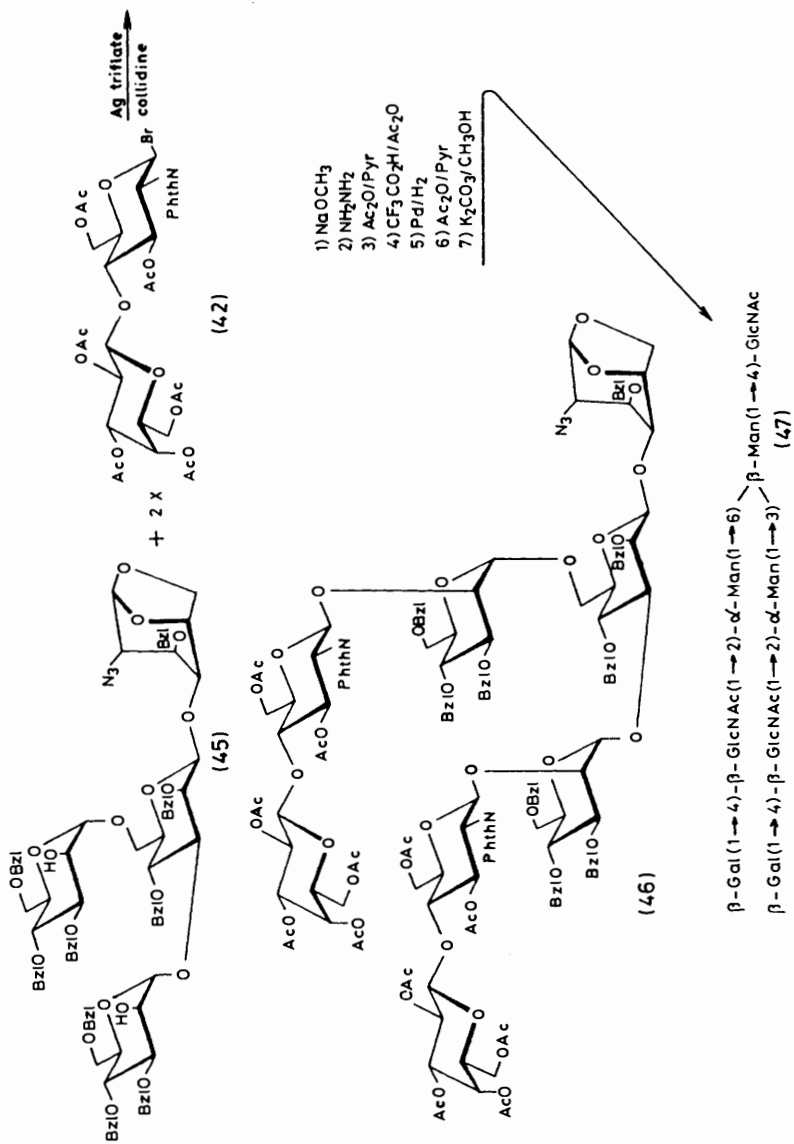 Ag triflate
collidine
OAc
O
Br
AcO
PhthN
O
OAc
O
AcO
OAc
AcO
(42)
+ 2 X
N₃
O
O
O
Bzl
O
(45)
OBzl
HO
O
BzlO
BzlO
O
O
BzlO
BzlO
O
OBzl
HO
O
BzlO
BzlO
1) NaOCH₃
2) NH₂NH₂
3) Ac₂O/Pyr
4) CF₃CO₂H/Ac₂O
5) Pd/H₂
6) Ac₂O/Pyr
7) K₂CO₃/CH₃OH
OAc
O
O
PhthN
AcO
O
OAc
O
OAc
AcO
AcO
OBzl
O
BzlO
BzlO
O
N₃
O
O
O
Bzl
O
O
BzlO
BzlO
O
OAc
O
O
PhthN
AcO
O
OAc
O
OAc
AcO
AcO
OBzl
O
BzlO
BzlO
(46)
β-Gal(1→4)-β-GlcNAc(1→2)-α-Man(1→6)
β-Man(1→4)-GlcNAc
β-Gal(1→4)-β-GlcNAc(1→2)-α-Man(1→3)
(47)